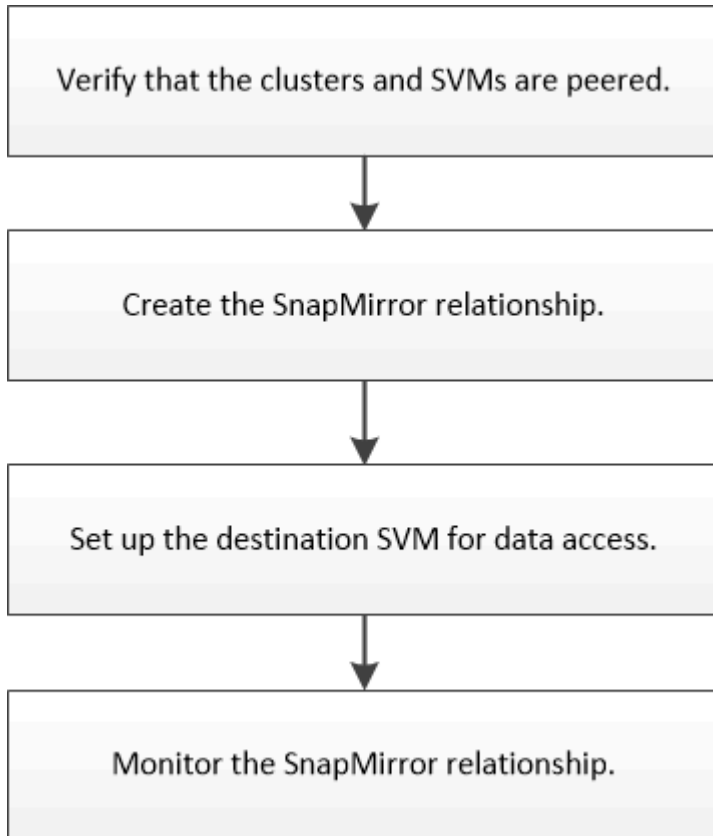 Verify that the clusters and SVMs are peered.
Create the SnapMirror relationship.
Set up the destination SVM for data access.
Monitor the SnapMirror relationship.